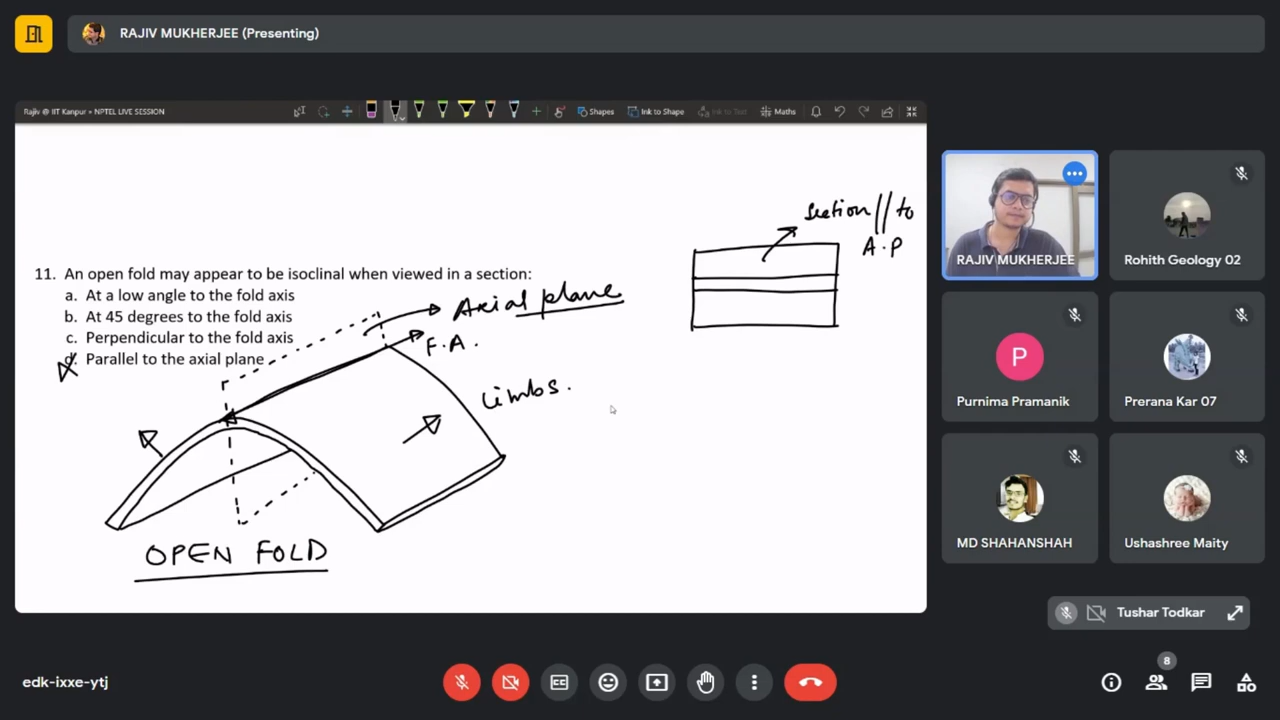 RAJIV MUKHERJEE (Presenting)
Rajiv @ IIT Kanpur - NPTEL LIVE SESSION
Shapes
Ink to Shape
Ink to Text
Maths
Section // to
A.P
11. An open fold may appear to be isoclinal when viewed in a section:
a. At a low angle to the fold axis
b. At 45 degrees to the fold axis
c. Perpendicular to the fold axis
d. Parallel to the axial plane
Axial plane
F.A.
Limbs.
OPEN FOLD
RAJIV MUKHERJEE
Rohith Geology 02
P
Purnima Pramanik
Prerana Kar 07
MD SHAHANSHAH
Ushashree Maity
Tushar Todkar
edk-ixxe-ytj
CC
8